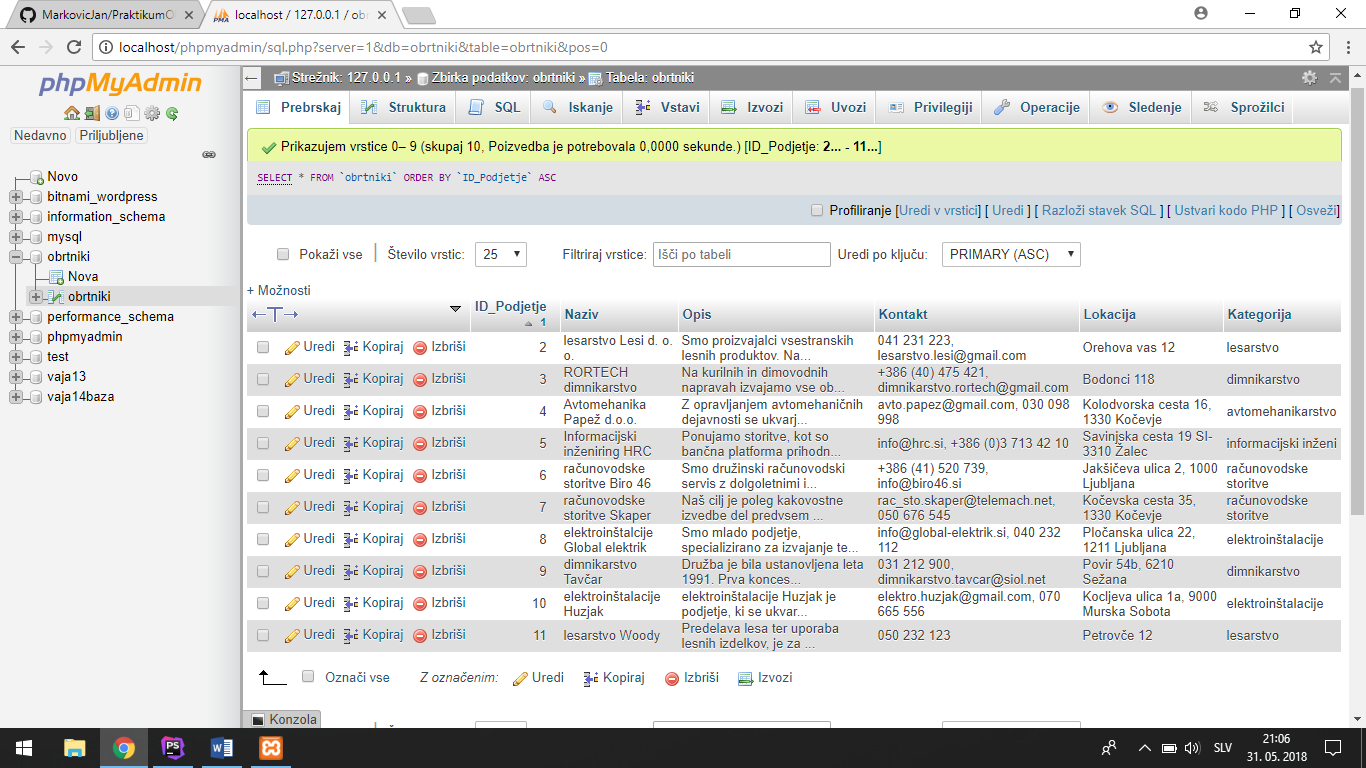 MarkovicJan/PraktikumO
localhost / 127.0.0.1 / ob
localhost/phpmyadmin/sql.php?server=1&db=obrtniki&table=obrtniki&pos=0
phpMyAdmin
Nedavno Priljubljene
Novo
bitnami_wordpress
information_schema
mysql
obrtniki
Nova
obrtniki
performance_schema
phpmyadmin
test
vaja13
vaja14baza
Strežnik: 127.0.0.1 » Zbirka podatkov: obrtniki » Tabela: obrtniki
Prebrskaj Struktura SQL Iskanje Vstavi Izvozi Uvozi Privilegiji Operacije Sledenje Sprožilci
Prikazujem vrstice 0– 9 (skupaj 10, Poizvedba je potrebovala 0,0000 sekunde.) [ID_Podjetje: 2... - 11...]
SELECT * FROM `obrtniki` ORDER BY `ID_Podjetje` ASC
Profiliranje [Uredi v vrstici] [ Uredi ] [ Razloži stavek SQL ] [ Ustvari kodo PHP ] [ Osveži]
Pokaži vse Število vrstic: 25 Filtriraj vrstice: Išči po tabeli Uredi po ključu: PRIMARY (ASC)
+ Možnosti
←T→ ID_Podjetje 1 Naziv Opis Kontakt Lokacija Kategorija
Uredi Kopiraj Izbriši 2 lesarstvo Lesi d. o. o. Smo proizvajalci vsestranskih lesnih produktov. Na... 041 231 223, lesarstvo.lesi@gmail.com Orehova vas 12 lesarstvo
Uredi Kopiraj Izbriši 3 RORTECH dimnikarstvo Na kurilnih in dimovodnih napravah izvajamo vse ob... +386 (40) 475 421, dimnikarstvo.rortech@gmail.com Bodonci 118 dimnikarstvo
Uredi Kopiraj Izbriši 4 Avtomehanika Papež d.o.o. Z opravljanjem avtomehaničnih dejavnosti se ukvarj... avto.papez@gmail.com, 030 098 998 Kolodvorska cesta 16, 1330 Kočevje avtomehanikarstvo
Uredi Kopiraj Izbriši 5 Informacijski inženiring HRC Ponujamo storitve, kot so bančna platforma prihodn... info@hrc.si, +386 (0)3 713 42 10 Savinjska cesta 19 SI-3310 Žalec informacijski inženi
Uredi Kopiraj Izbriši 6 računovodske storitve Biro 46 Smo družinski računovodski servis z dolgoletnimi i... +386 (41) 520 739, info@biro46.si Jakšičeva ulica 2, 1000 Ljubljana računovodske storitve
Uredi Kopiraj Izbriši 7 računovodske storitve Skaper Naš cilj je poleg kakovostne izvedbe del predvsem ... rac_sto.skaper@telemach.net, 050 676 545 Kočevska cesta 35, 1330 Kočevje računovodske storitve
Uredi Kopiraj Izbriši 8 elektroinštalcije Global elektrik Smo mlado podjetje, specializirano za izvajanje te... info@global-elektrik.si, 040 232 112 Pločanska ulica 22, 1211 Ljubljana elektroinštalacije
Uredi Kopiraj Izbriši 9 dimnikarstvo Tavčar Družba je bila ustanovljena leta 1991. Prva konces... 031 212 900, dimnikarstvo.tavcar@siol.net Povir 54b, 6210 Sežana dimnikarstvo
Uredi Kopiraj Izbriši 10 elektroinštalacije Huzjak elektroinštalacije Huzjak je podjetje, ki se ukvar... elektro.huzjak@gmail.com, 070 665 556 Kocljeva ulica 1a, 9000 Murska Sobota elektroinštalacije
Uredi Kopiraj Izbriši 11 lesarstvo Woody Predelava lesa ter uporaba lesnih izdelkov, je za ... 050 232 123 Petrovče 12 lesarstvo
Označi vse Z označenim: Uredi Kopiraj Izbriši Izvozi
Konzola
SLV
21:06
31. 05. 2018